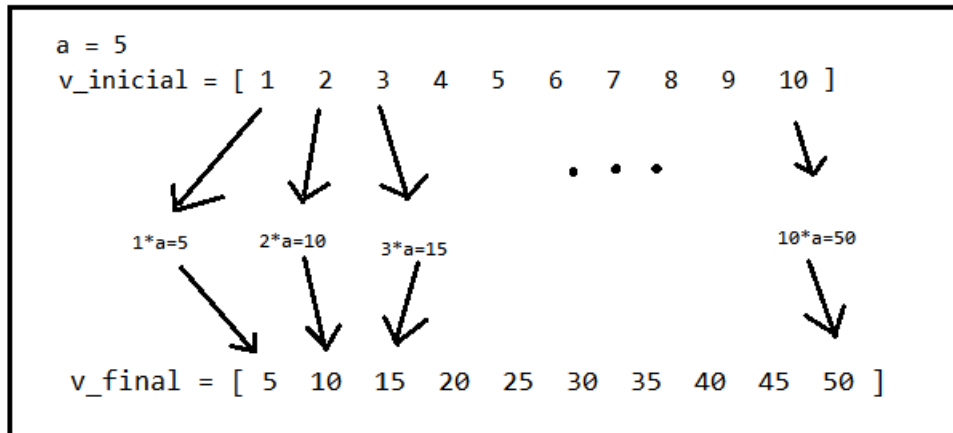 a = 5
v_inicial = [ 1 2 3 4 5 6 7 8 9 10 ]
1*a=5 2*a=10 3*a=15 10*a=50
v_final = [ 5 10 15 20 25 30 35 40 45 50 ]